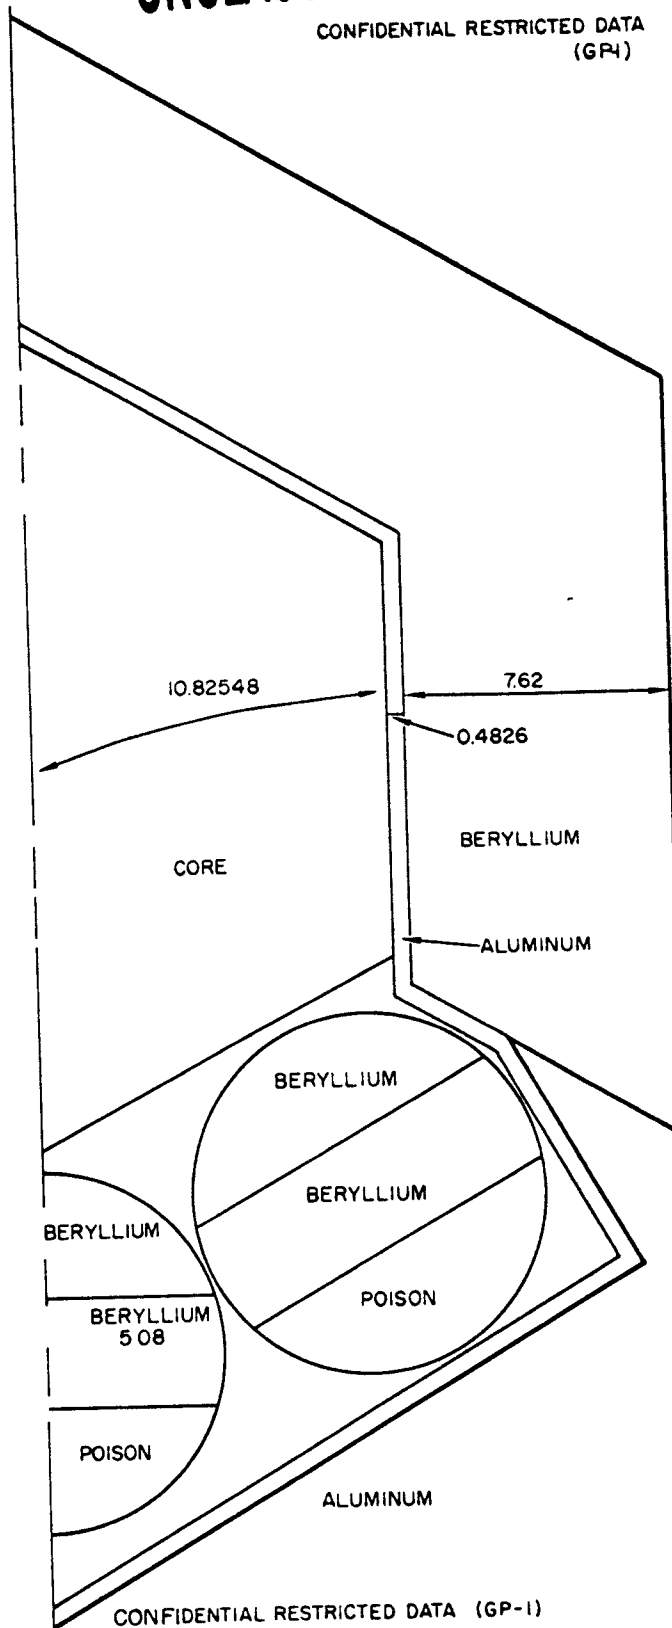 CONFIDENTIAL RESTRICTED DATA
(GP-1)
10.82548
7.62
0.4826
BERYLLIUM
CORE
ALUMINUM
BERYLLIUM
BERYLLIUM
BERYLLIUM
BERYLLIUM
5.08
POISON
POISON
ALUMINUM
CONFIDENTIAL RESTRICTED DATA (GP-1)